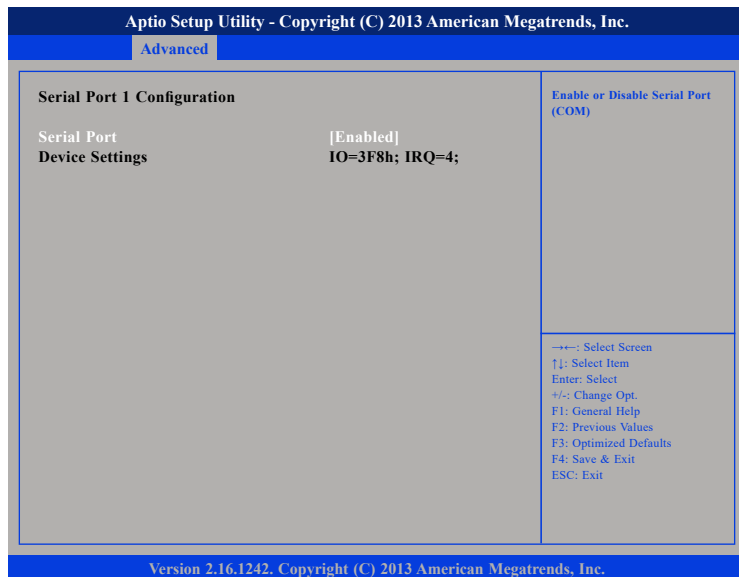 Aptio Setup Utility - Copyright (C) 2013 American Megatrends, Inc.
Advanced
Serial Port 1 Configuration
Serial Port [Enabled]
Device Settings IO=3F8h; IRQ=4;
Enable or Disable Serial Port
(COM)
→←: Select Screen
↑↓: Select Item
Enter: Select
+/-: Change Opt.
F1: General Help
F2: Previous Values
F3: Optimized Defaults
F4: Save & Exit
ESC: Exit
Version 2.16.1242. Copyright (C) 2013 American Megatrends, Inc.